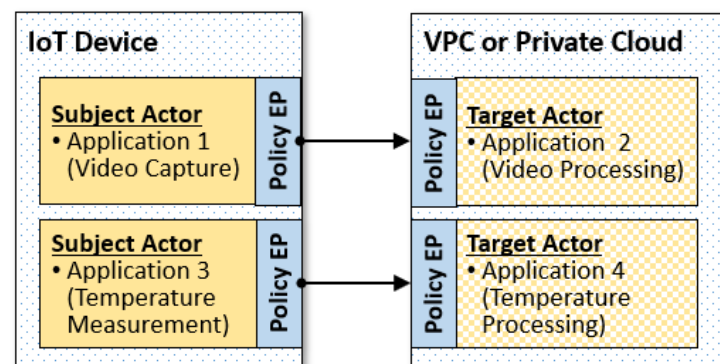 IoT Device
Subject Actor
• Application 1
(Video Capture)
Policy EP
Subject Actor
• Application 3
(Temperature
Measurement)
Policy EP
VPC or Private Cloud
Policy EP
Target Actor
• Application 2
(Video Processing)
Policy EP
Target Actor
• Application 4
(Temperature
Processing)